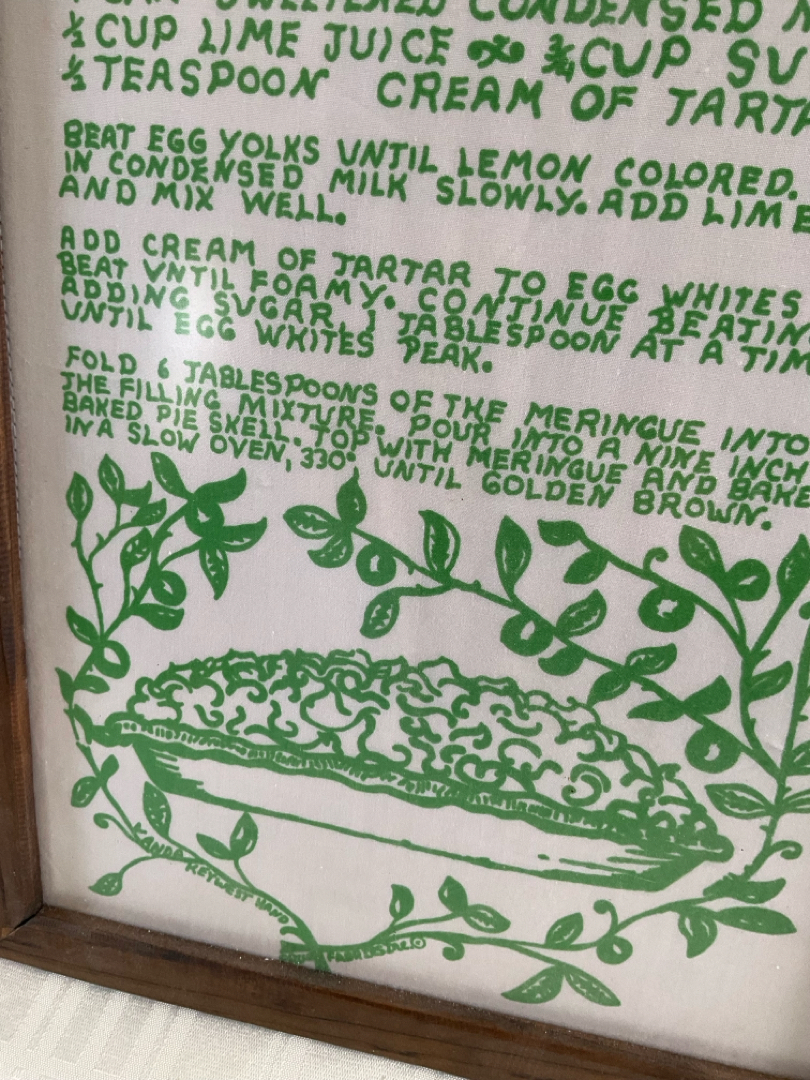 CAN SWEETENED CONDENSED
½ CUP LIME JUICE ¾ CUP SU
½ TEASPOON CREAM OF TARTA
BEAT EGG YOLKS UNTIL LEMON COLORED.
IN CONDENSED MILK SLOWLY. ADD LIME
AND MIX WELL.
ADD CREAM OF TARTAR TO EGG WHITES
BEAT UNTIL FOAMY. CONTINUE BEATIN
ADDING SUGAR 1 TABLESPOON AT A TIM
UNTIL EGG WHITES PEAK.
FOLD 6 TABLESPOONS OF THE MERINGUE INTO
THE FILLING MIXTURE. POUR INTO A NINE INCH
BAKED PIE SHELL. TOP WITH MERINGUE AND BAKE
IN A SLOW OVEN, 330° UNTIL GOLDEN BROWN.
KEY WEST HAND